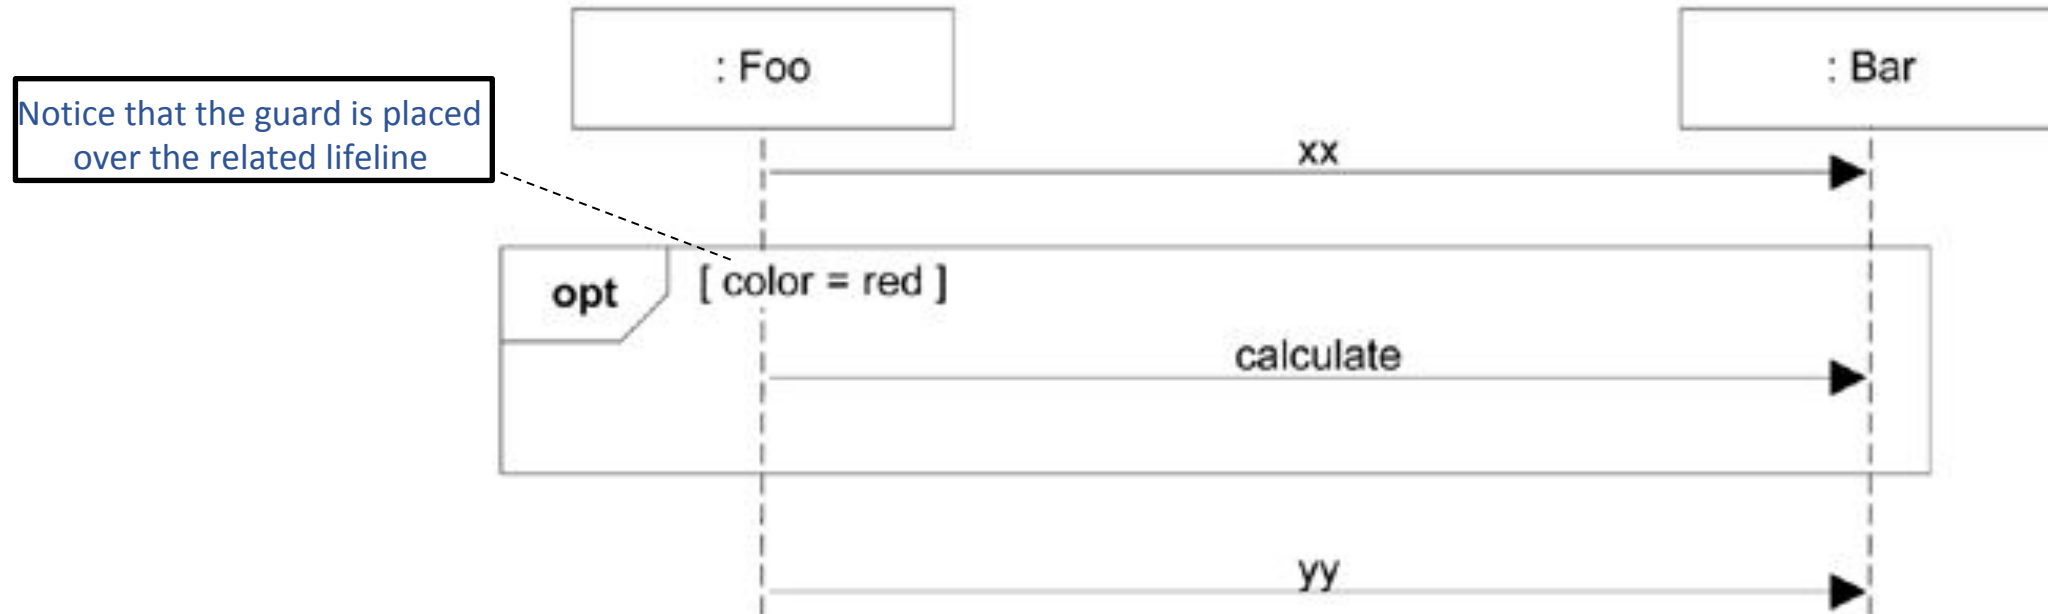 : Foo
: Bar
Notice that the guard is placed
over the related lifeline
xx
opt
[ color = red ]
calculate
yy